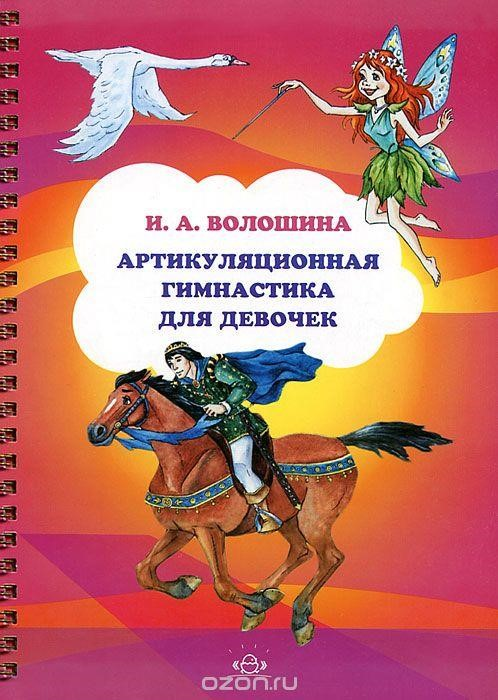 И. А. ВОЛОШИНА
АРТИКУЛЯЦИОННАЯ
ГИМНАСТИКА
ДЛЯ ДЕВОЧЕК
ozon.ru